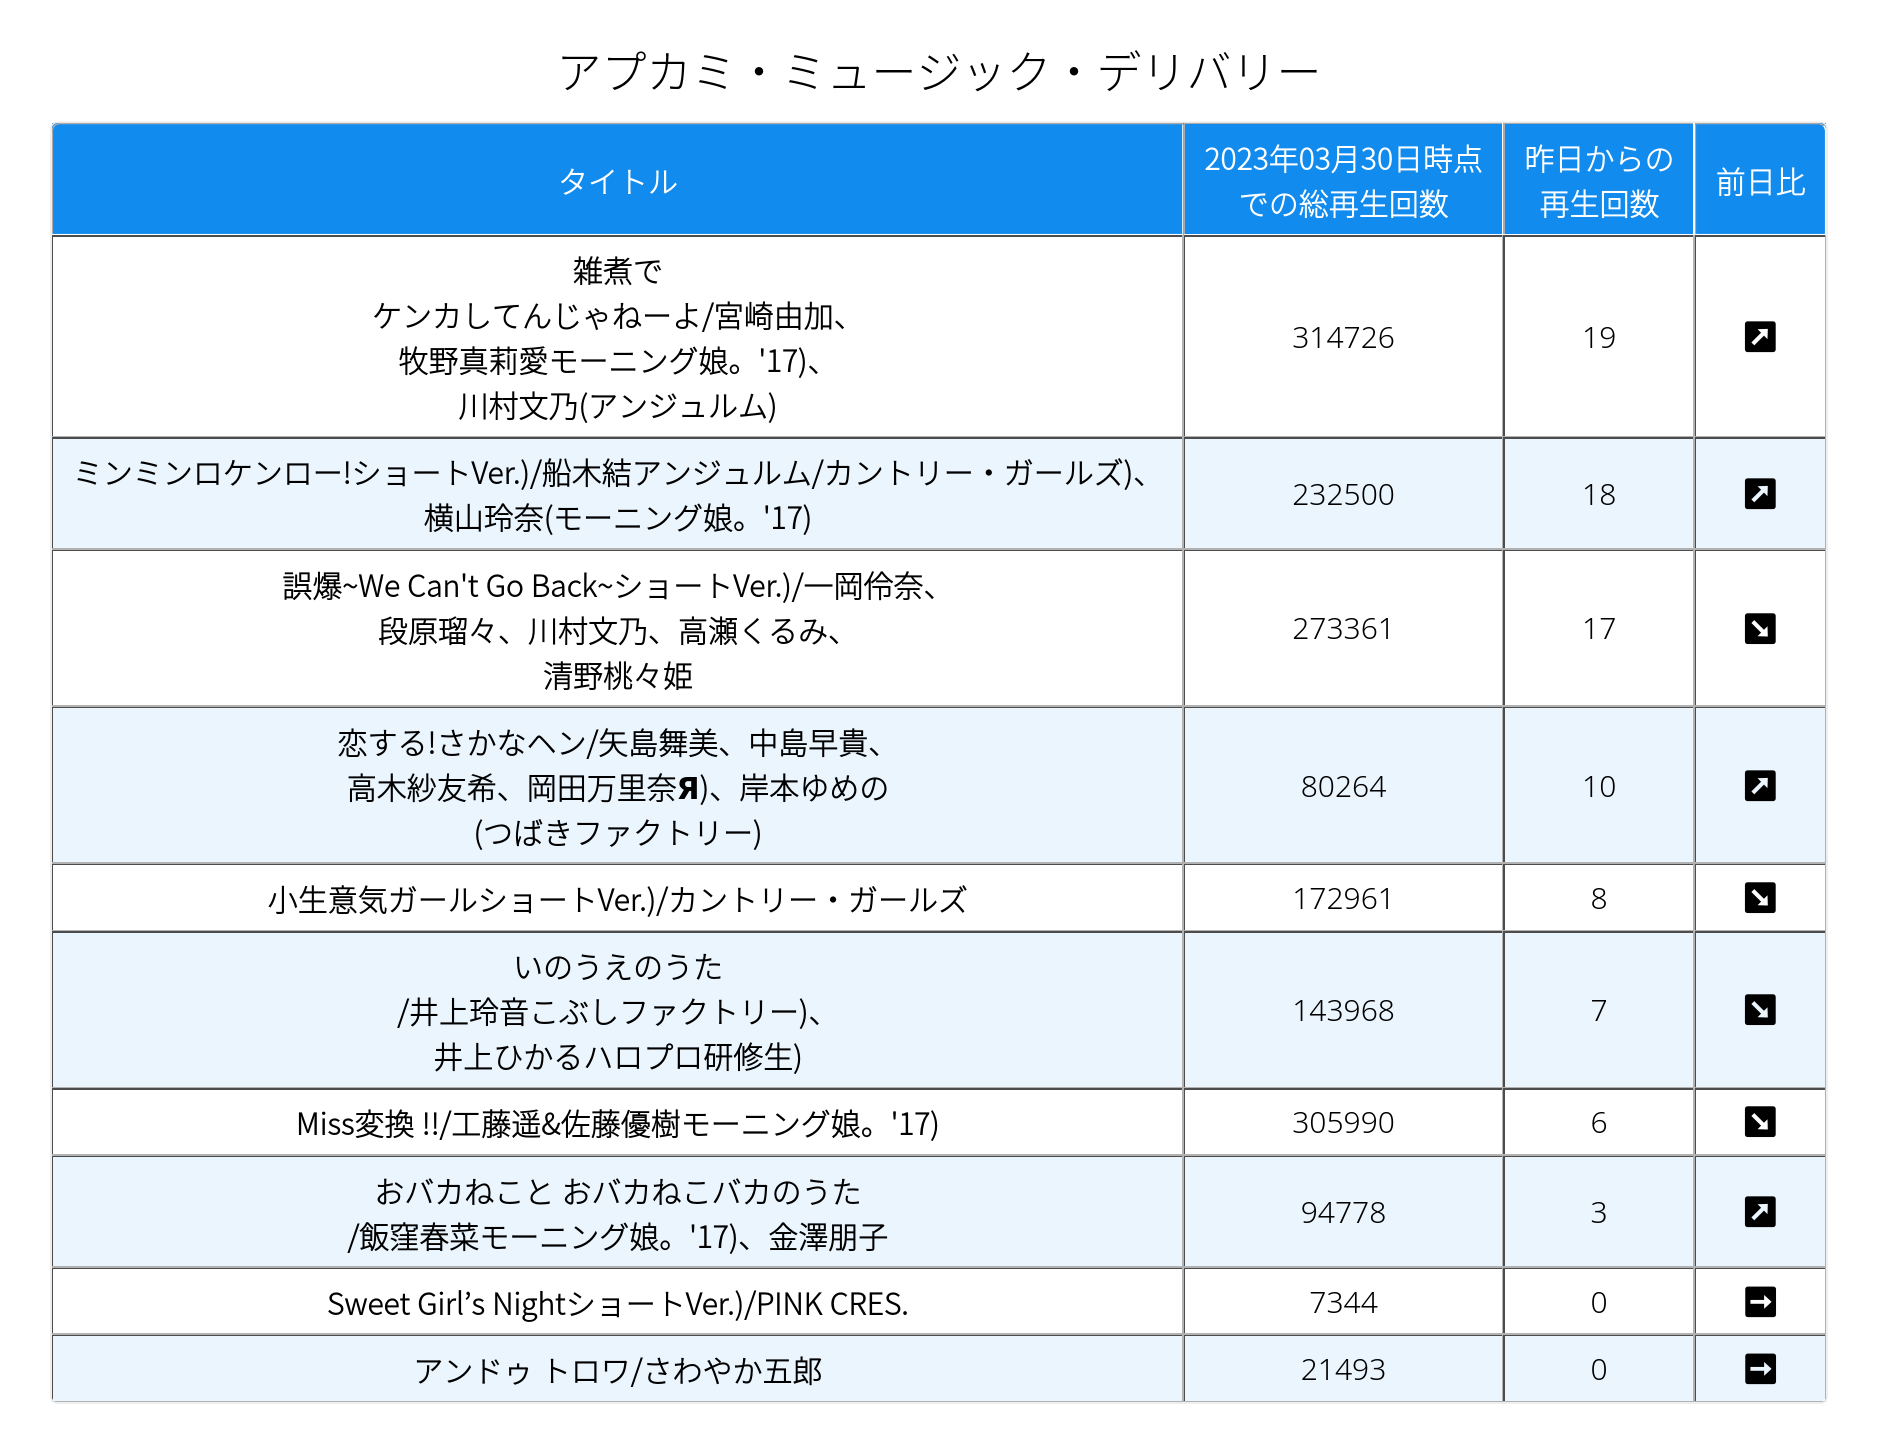 アプカミ・ミュージック・デリバリー
タイトル
2023年03月30日時点
での総再生回数
昨日からの
再生回数
前日比
雑煮で
ケンカしてんじゃねーよ/宮崎由加、
牧野真莉愛モーニング娘。'17)、
川村文乃(アンジュルム)
314726
19
ミンミンロケンロー!ショートVer.)/船木結アンジュルム/カントリー・ガールズ)、
横山玲奈(モーニング娘。'17)
232500
18
誤爆~We Can't Go Back~ショートVer.)/一岡伶奈、
段原瑠々、川村文乃、高瀬くるみ、
清野桃々姫
273361
17
恋する!さかなヘン/矢島舞美、中島早貴、
高木紗友希、岡田万里奈Я)、岸本ゆめの
(つばきファクトリー)
80264
10
小生意気ガールショートVer.)/カントリー・ガールズ
172961
8
いのうえのうた
/井上玲音こぶしファクトリー)、
井上ひかるハロプロ研修生)
143968
7
Miss変換 !!/工藤遥&佐藤優樹モーニング娘。'17)
305990
6
おバカねこと おバカねこバカのうた
/飯窪春菜モーニング娘。'17)、金澤朋子
94778
3
Sweet Girl’s NightショートVer.)/PINK CRES.
7344
0
アンドゥ トロワ/さわやか五郎
21493
0